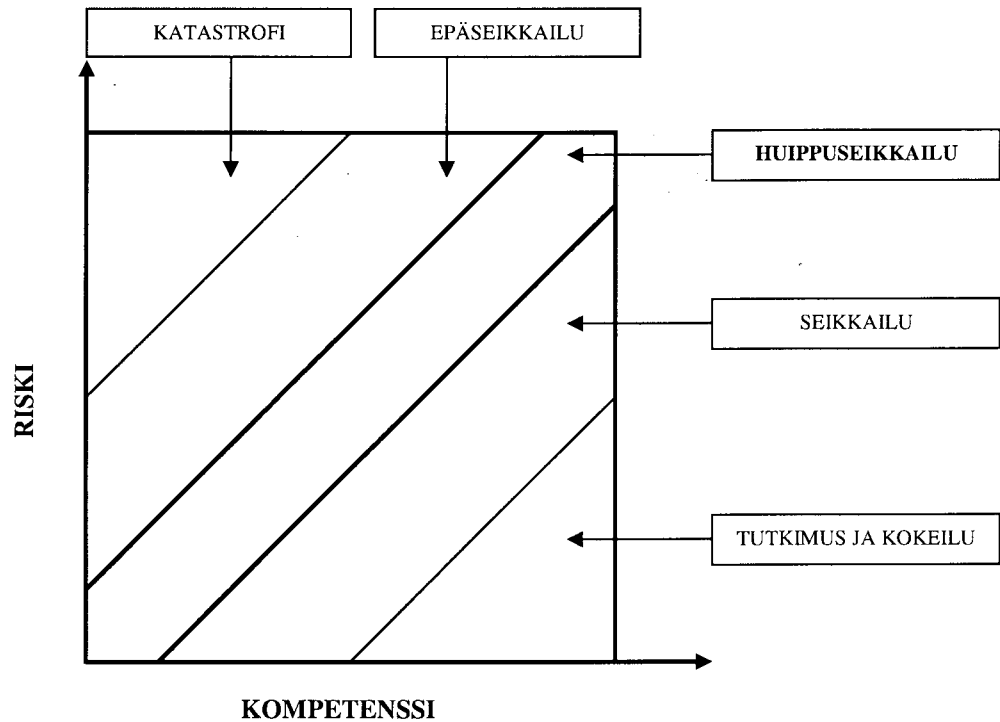 KATASTROFI
EPÄSEIKKAILU
HUIPPUSEIKKAILU
SEIKKAILU
TUTKIMUS JA KOKEILU
RISKI
KOMPETENSSI